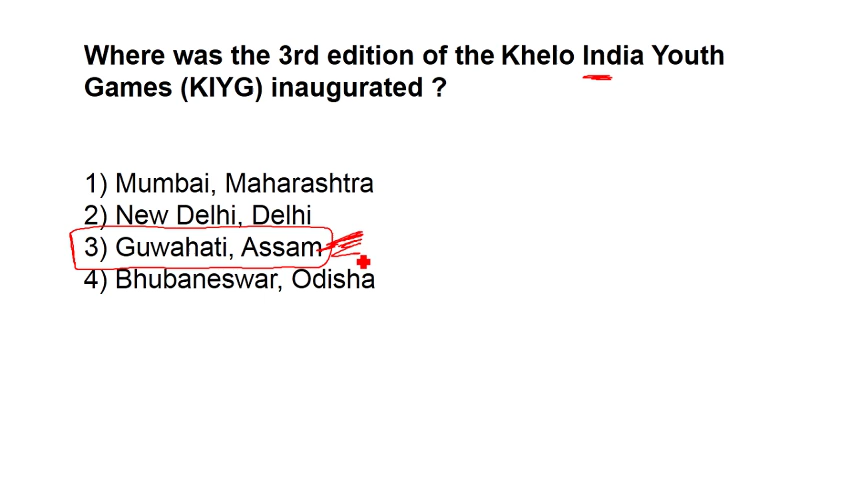 Where was the 3rd edition of the Khelo India Youth
Games (KIYG) inaugurated ?
1) Mumbai, Maharashtra
2) New Delhi, Delhi
3) Guwahati, Assam
4) Bhubaneswar, Odisha